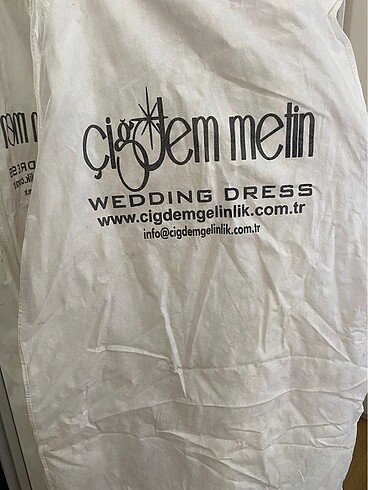 çiğdem metin
WEDDING DRESS
www.cigdemgelinlik.com.tr
info@cigdemgelinlik.com.tr